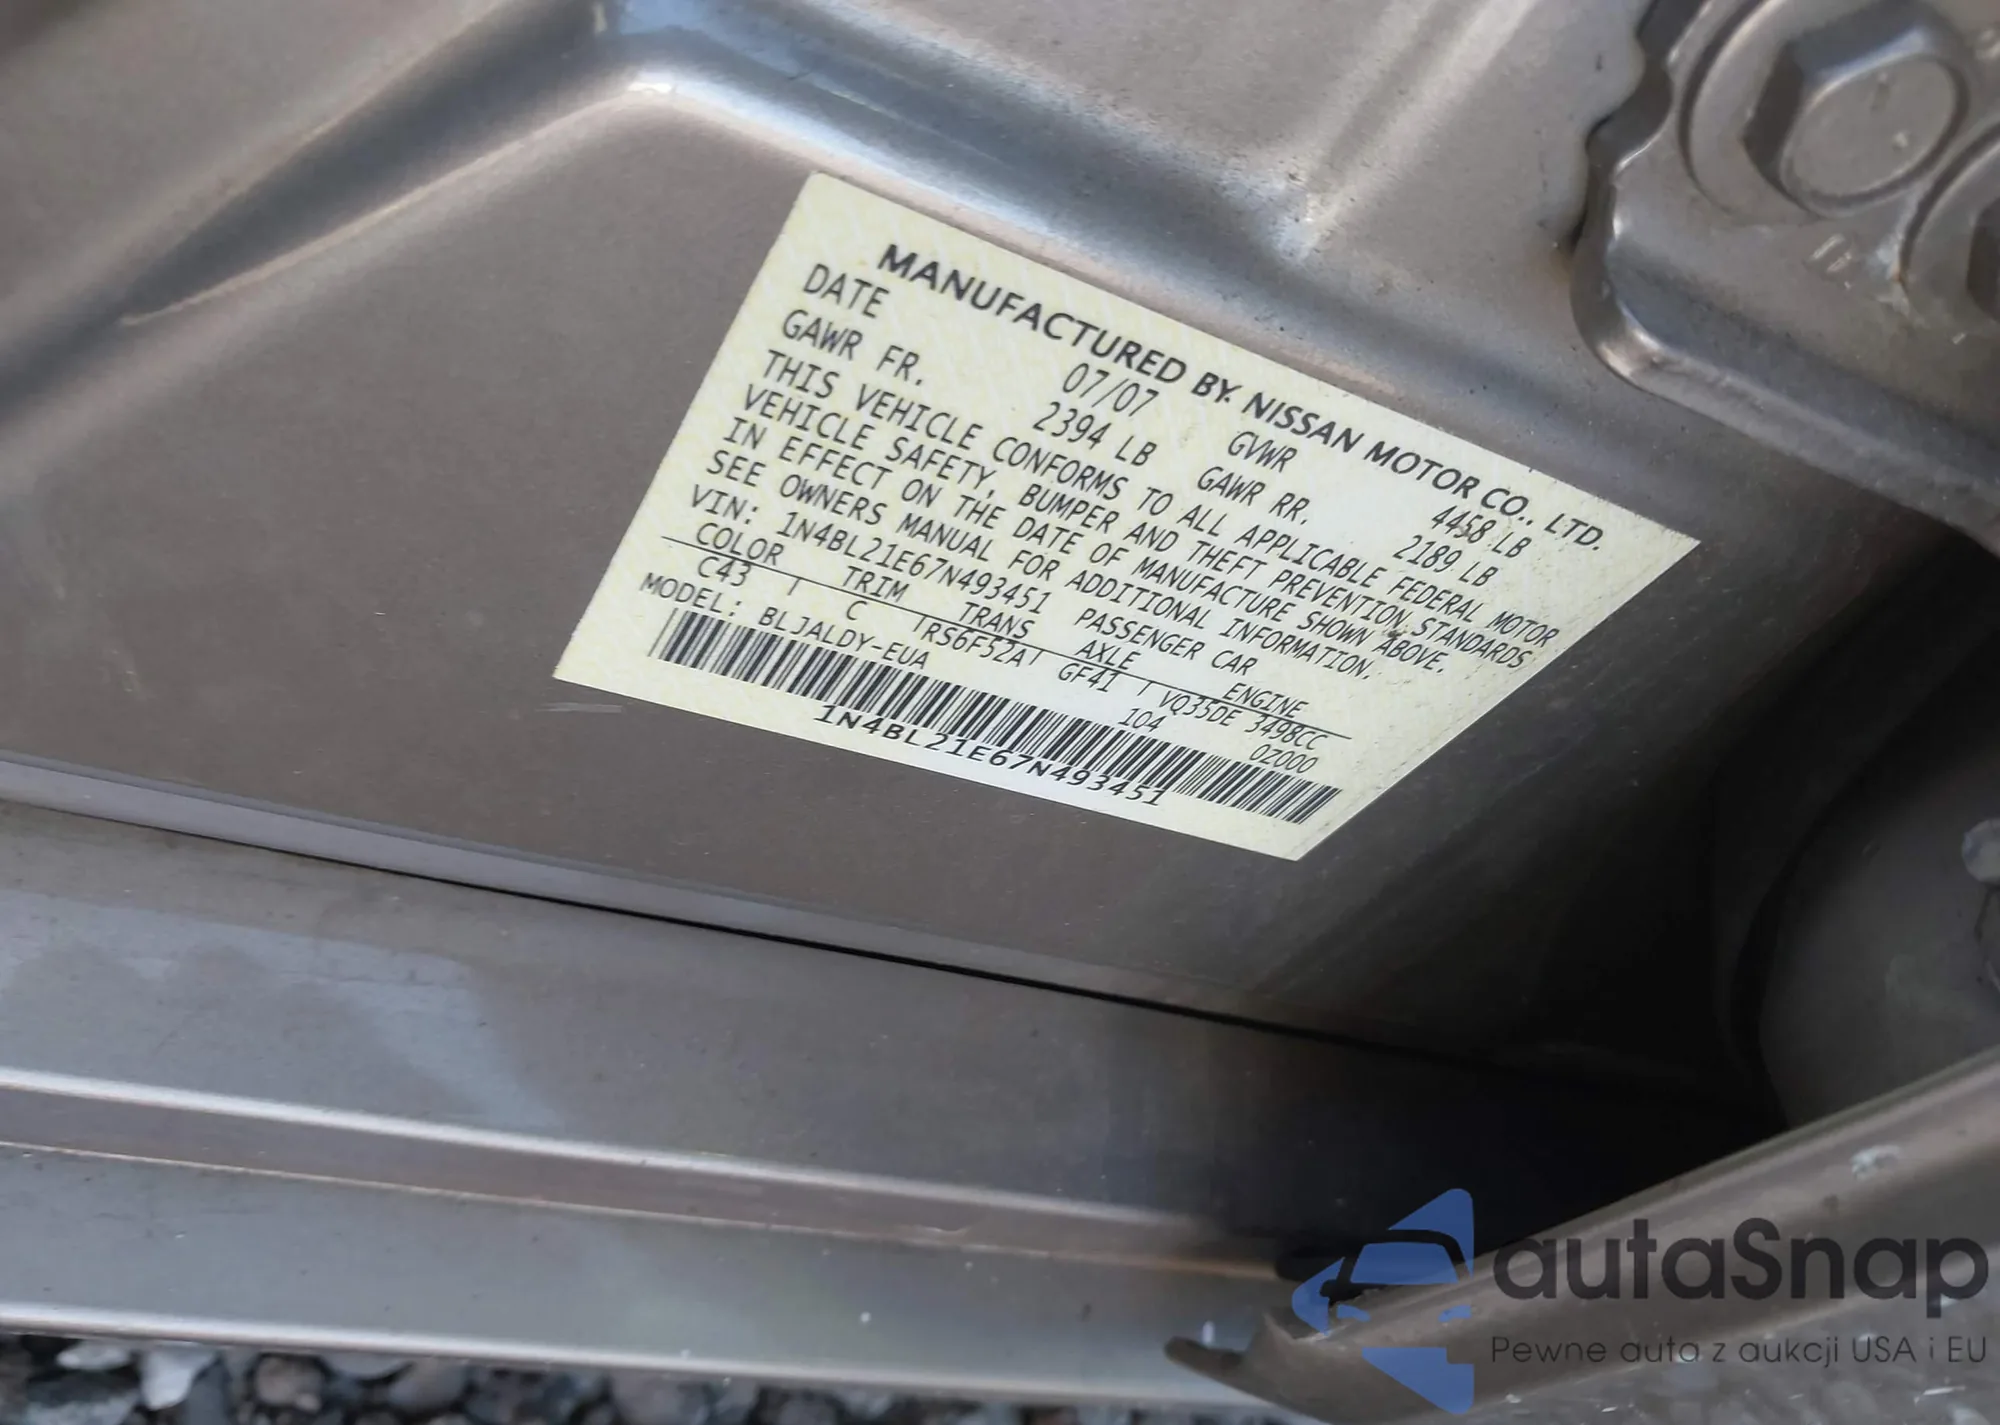 MANUFACTURED BY NISSAN MOTOR CO., LTD.
DATE 07/07 GVWR 4458 LB
GAWR FR. 2394 LB GAWR RR. 2189 LB
THIS VEHICLE CONFORMS TO ALL APPLICABLE FEDERAL MOTOR
VEHICLE SAFETY, BUMPER AND THEFT PREVENTION STANDARDS
IN EFFECT ON THE DATE OF MANUFACTURE SHOWN ABOVE.
SEE OWNERS MANUAL FOR ADDITIONAL INFORMATION.
VIN: 1N4BL21E67N493451 PASSENGER CAR
COLOR TRIM TRANS AXLE ENGINE
C43 C RS6F52A GF41 VQ35DE 3498CC
MODEL: BLJALDY-EUA 104 02000
1N4BL21E67N493451
autaSnap
Pewne auta z aukcji USA i EU